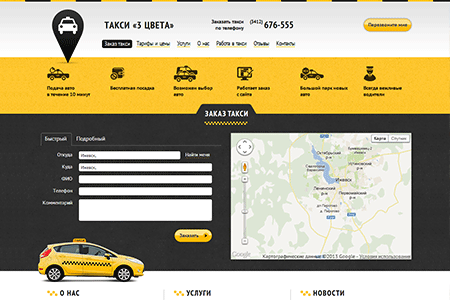 ТАКСИ «3 ЦВЕТА»
Заказать такси
по телефону
(3412) 676-555
Перезвоните мне
Заказ такси Тарифы и цены Услуги О нас Работа в такси Отзывы Контакты
Подача авто
в течение 10 минут
Бесплатная посадка
Возможен выбор
авто
Работает заказ
с сайта
Большой парк новых
авто
Всегда вежливые
водители
ЗАКАЗ ТАКСИ
Быстрый Подробный
Откуда Ижевск, Найти меня
Куда Ижевск,
ФИО
Телефон
Комментарий
Заказать
Карта Спутник
Ижевск
Google
Картографические данные ©2013 Google - Условия использования
О НАС
УСЛУГИ
НОВОСТИ